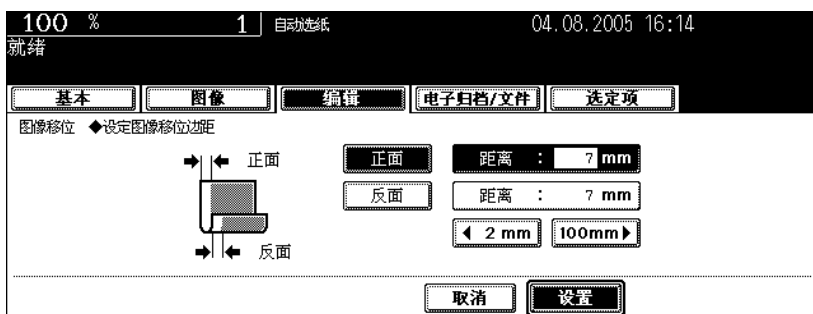 100 % 1 自动选纸 04.08.2005 16:14
就绪
基本 图像 编辑 电子归档/文件 选定项
图像移位 ◆设定图像移位边距
正面 正面 距离 : 7 mm
反面 距离 : 7 mm
◀ 2 mm 100mm▶
反面
取消 设置